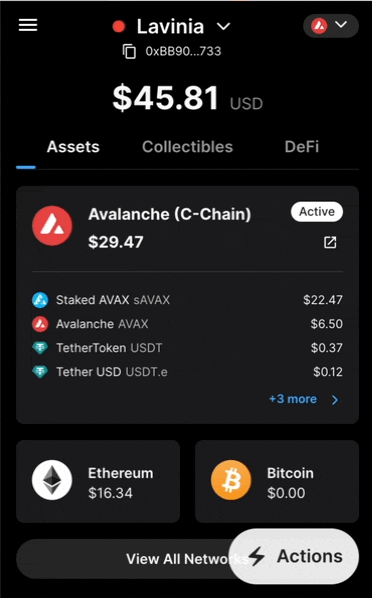 Lavinia
0xBB90...733
$45.81 USD
Assets Collectibles DeFi
Avalanche (C-Chain) Active
$29.47
Staked AVAX sAVAX $22.47
Avalanche AVAX $6.50
TetherToken USDT $0.37
Tether USD USDT.e $0.12
+3 more
Ethereum
$16.34
Bitcoin
$0.00
View All Networks
Actions